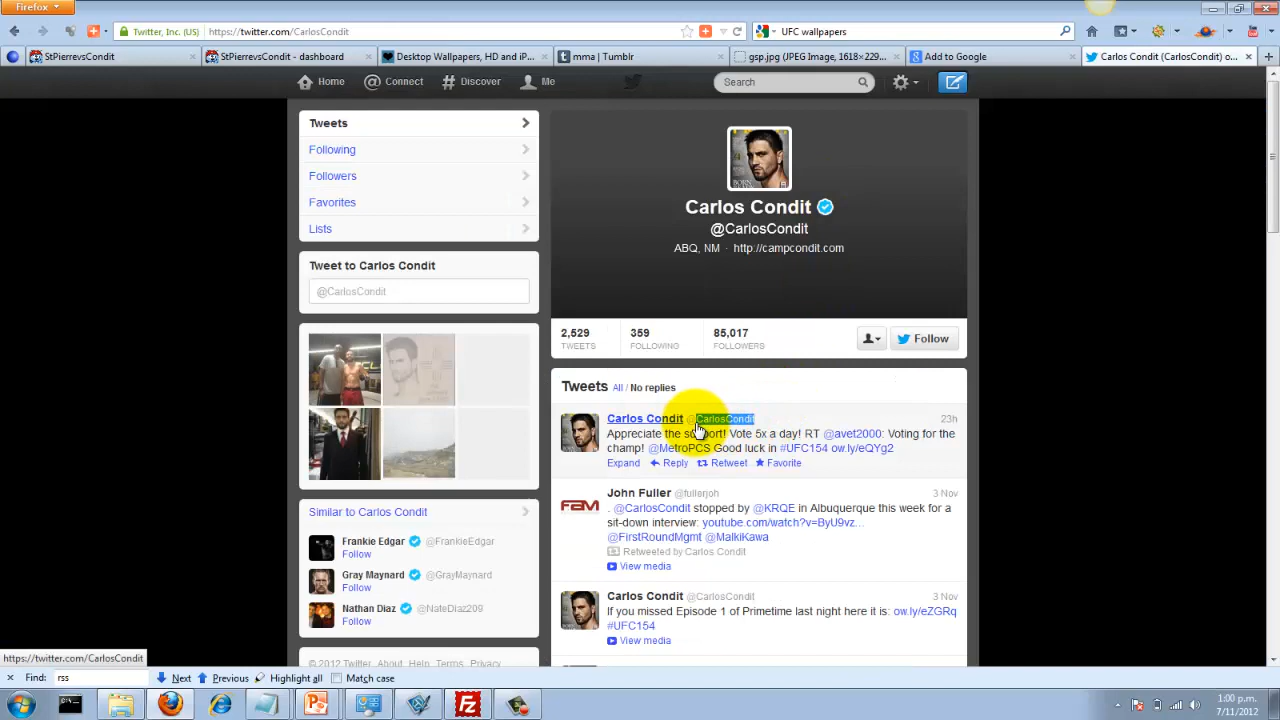 Firefox
Twitter, Inc. (US) https://twitter.com/CarlosCondit UFC wallpapers
StPierrevsCondit StPierrevsCondit - dashboard Desktop Wallpapers, HD and iP... mma | Tumblr gsp.jpg (JPEG Image, 1618×229... Add to Google Carlos Condit (CarlosCondit) o...
Home Connect Discover Me Search
Tweets
Following
Followers
Favorites
Lists
Tweet to Carlos Condit
@CarlosCondit
Similar to Carlos Condit
Frankie Edgar @FrankieEdgar
Follow
Gray Maynard @GrayMaynard
Follow
Nathan Diaz @NateDiaz209
Follow
© 2012 Twitter About Help Terms Privacy
Carlos Condit
@CarlosCondit
ABQ, NM · http://campcondit.com
2,529 359 85,017
TWEETS FOLLOWING FOLLOWERS
Follow
Tweets All / No replies
Carlos Condit @CarlosCondit 23h
Appreciate the support! Vote 5x a day! RT @avet2000: Voting for the
champ! @MetroPCS Good luck in #UFC154 ow.ly/eQYg2
Expand Reply Retweet Favorite
John Fuller @fullerjoh 3 Nov
. @CarlosCondit stopped by @KRQE in Albuquerque this week for a
sit-down interview: youtube.com/watch?v=ByU9vz...
@FirstRoundMgmt @MalkiKawa
Retweeted by Carlos Condit
View media
Carlos Condit @CarlosCondit 3 Nov
If you missed Episode 1 of Primetime last night here it is: ow.ly/eZGRq
#UFC154
View media
https://twitter.com/CarlosCondit
Find: rss Next Previous Highlight all Match case
1:00 p.m.
7/11/2012